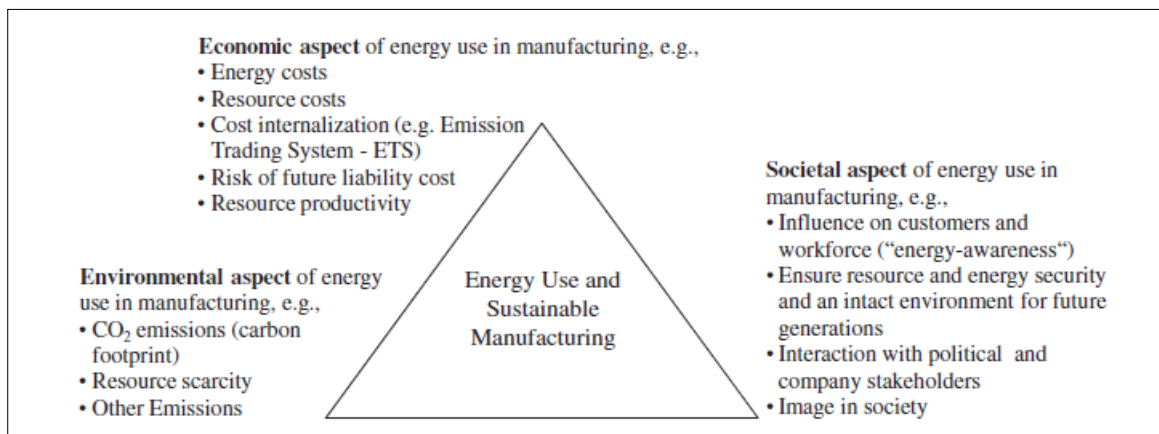 Economic aspect of energy use in manufacturing, e.g.,
• Energy costs
• Resource costs
• Cost internalization (e.g. Emission
Trading System - ETS)
• Risk of future liability cost
• Resource productivity
Societal aspect of energy use in
manufacturing, e.g.,
• Influence on customers and
workforce (“energy-awareness“)
• Ensure resource and energy security
and an intact environment for future
generations
• Interaction with political and
company stakeholders
• Image in society
Environmental aspect of energy
use in manufacturing, e.g.,
• CO₂ emissions (carbon
footprint)
• Resource scarcity
• Other Emissions
Energy Use and
Sustainable
Manufacturing